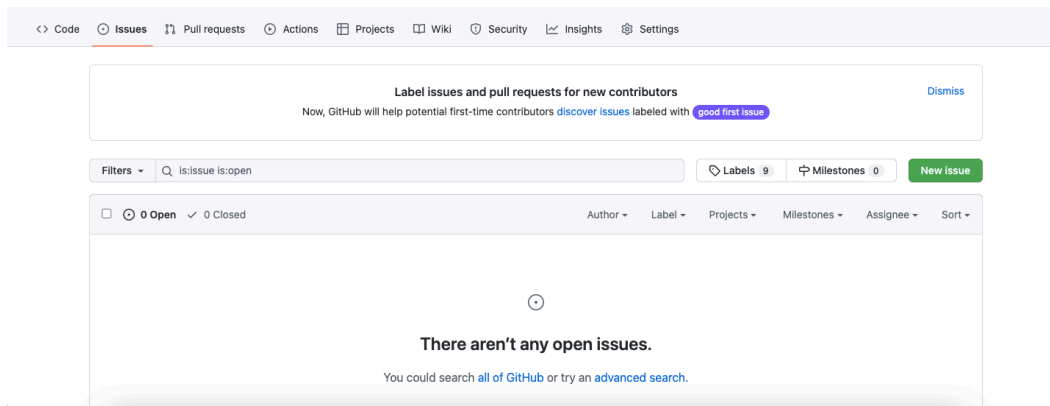 Code Issues Pull requests Actions Projects Wiki Security Insights Settings
Label issues and pull requests for new contributors
Dismiss
Now, GitHub will help potential first-time contributors discover issues labeled with good first issue
Filters is:issue is:open Labels 9 Milestones 0 New issue
0 Open 0 Closed Author Label Projects Milestones Assignee Sort
There aren’t any open issues.
You could search all of GitHub or try an advanced search.